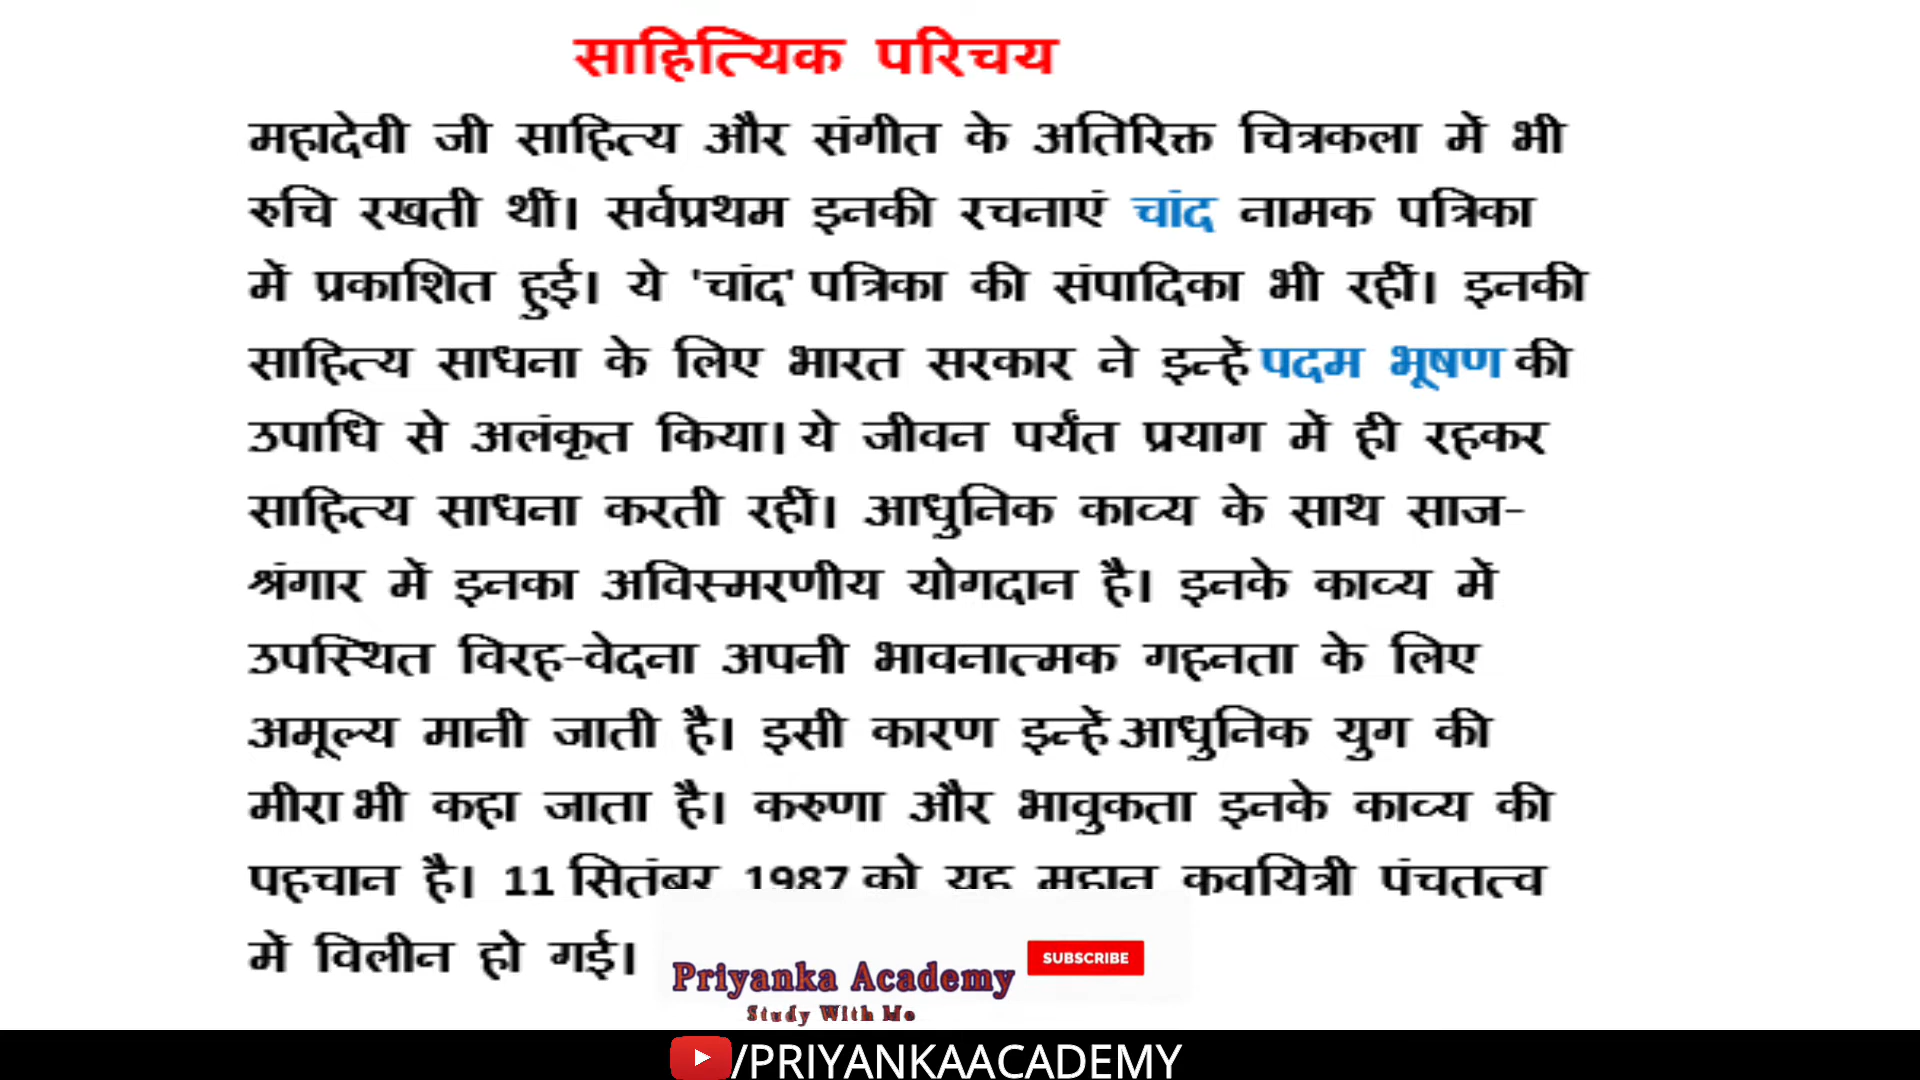 साहित्यिक परिचय
महादेवी जी साहित्य और संगीत के अतिरिक्त चित्रकला में भी
रुचि रखती थीं। सर्वप्रथम इनकी रचनाएं चांद नामक पत्रिका
में प्रकाशित हुई। ये 'चांद' पत्रिका की संपादिका भी रहीं। इनकी
साहित्य साधना के लिए भारत सरकार ने इन्हें पदम भूषण की
उपाधि से अलंकृत किया। ये जीवन पर्यंत प्रयाग में ही रहकर
साहित्य साधना करती रहीं। आधुनिक काव्य के साथ साज-
श्रंगार में इनका अविस्मरणीय योगदान है। इनके काव्य में
उपस्थित विरह-वेदना अपनी भावनात्मक गहनता के लिए
अमूल्य मानी जाती है। इसी कारण इन्हें आधुनिक युग की
मीरा भी कहा जाता है। करुणा और भावुकता इनके काव्य की
पहचान है। 11 सितंबर 1987 को यह महान कवयित्री पंचतत्व
में विलीन हो गई।
Priyanka Academy
SUBSCRIBE
Study With Me
/PRIYANKAACADEMY